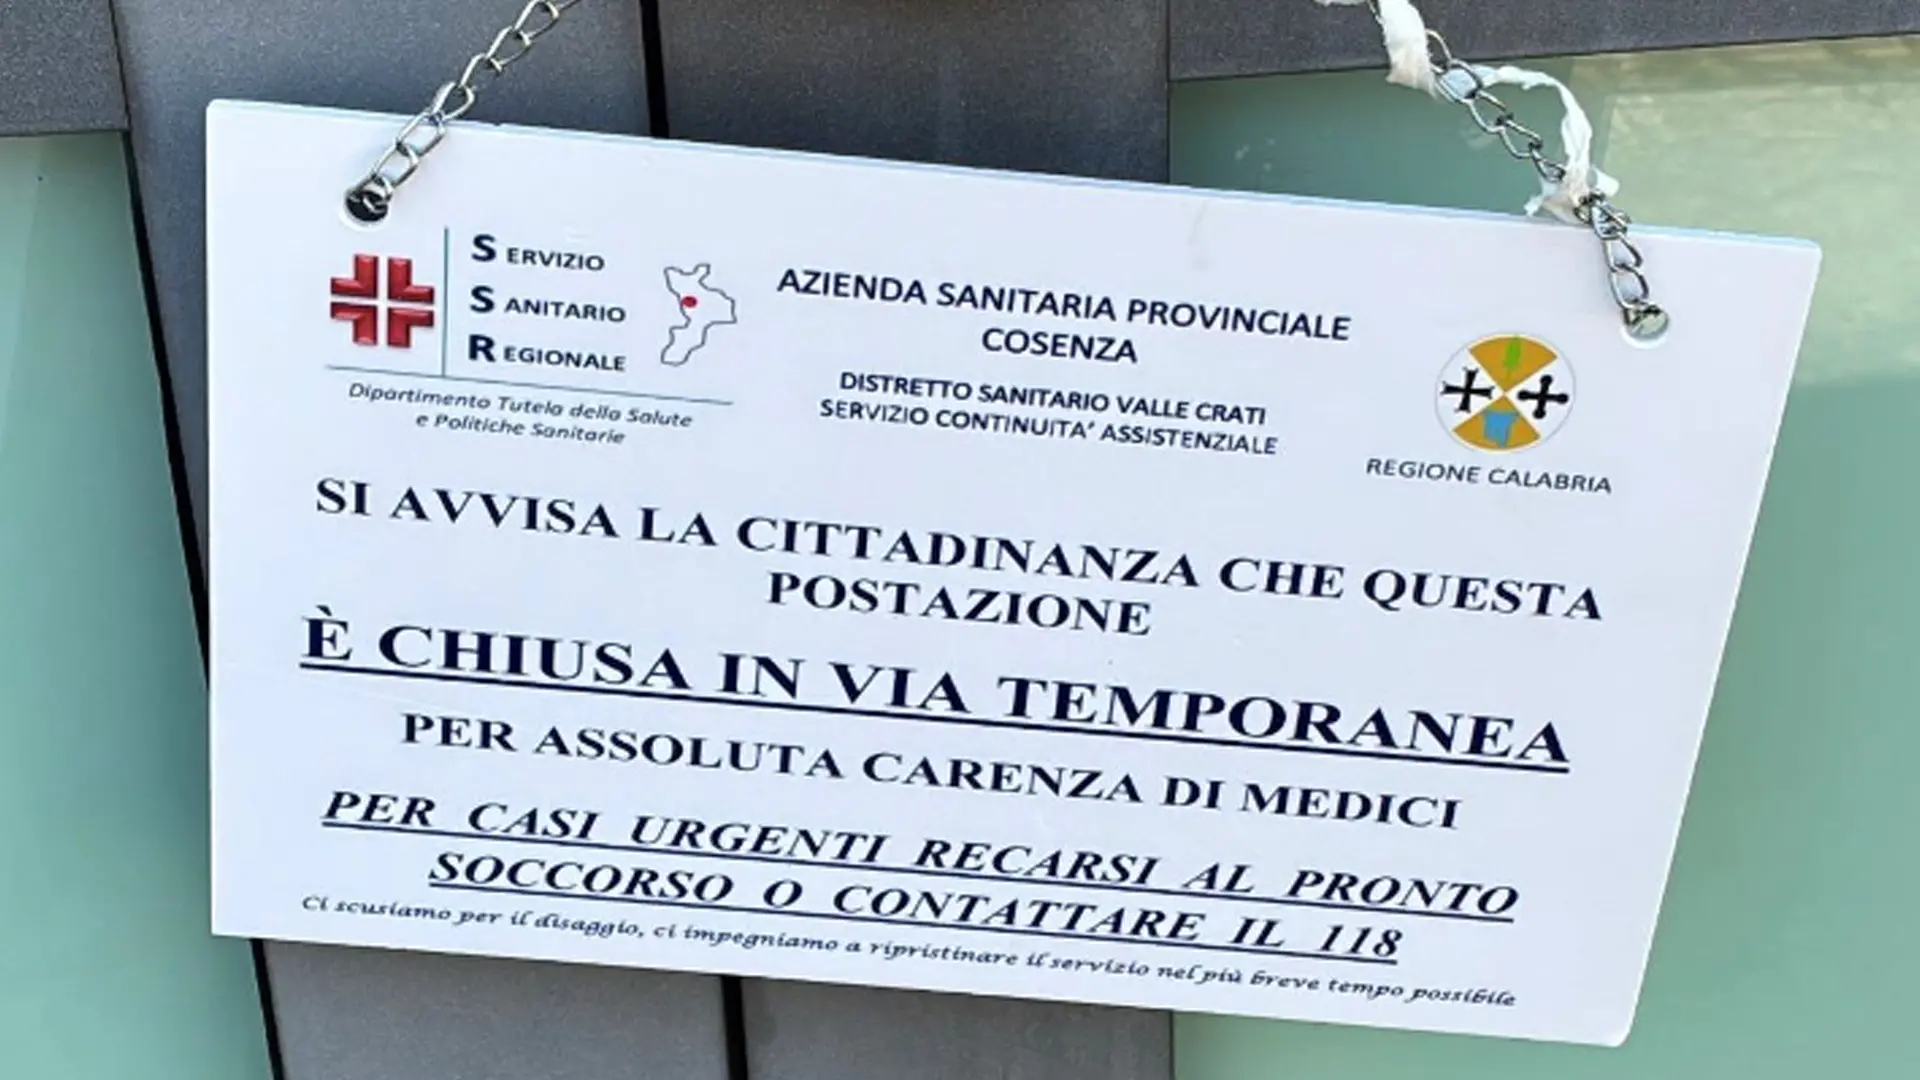 SERVIZIO
SANITARIO
REGIONALE
Dipartimento Tutela della Salute
e Politiche Sanitarie
AZIENDA SANITARIA PROVINCIALE
COSENZA
DISTRETTO SANITARIO VALLE CRATI
SERVIZIO CONTINUITA' ASSISTENZIALE
REGIONE CALABRIA
SI AVVISA LA CITTADINANZA CHE QUESTA
POSTAZIONE
È CHIUSA IN VIA TEMPORANEA
PER ASSOLUTA CARENZA DI MEDICI
PER CASI URGENTI RECARSI AL PRONTO
SOCCORSO O CONTATTARE IL 118
Ci scusiamo per il disaggio, ci impegniamo a ripristinare il servizio nel più breve tempo possibile